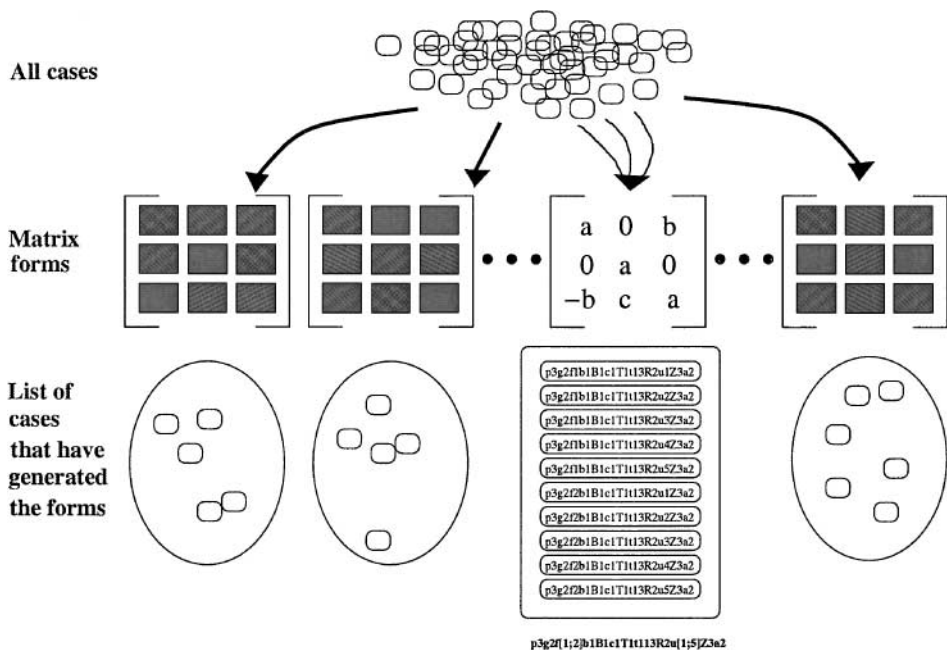 All cases
Matrix
forms
a 0 b
0 a 0
−b c a
List of
cases
that have
generated
the forms
p3g2f1b1B1c1T1t13R2u1Z3a2
p3g2f1b1B1c1T1t13R2u2Z3a2
p3g2f1b1B1c1T1t13R2u3Z3a2
p3g2f1b1B1c1T1t13R2u4Z3a2
p3g2f1b1B1c1T1t13R2u5Z3a2
p3g2f2b1B1c1T1t13R2u1Z3a2
p3g2f2b1B1c1T1t13R2u2Z3a2
p3g2f2b1B1c1T1t13R2u3Z3a2
p3g2f2b1B1c1T1t13R2u4Z3a2
p3g2f2b1B1c1T1t13R2u5Z3a2
p3g2f[1;2]b1B1c1T1t113R2u[1;5]Z3a2